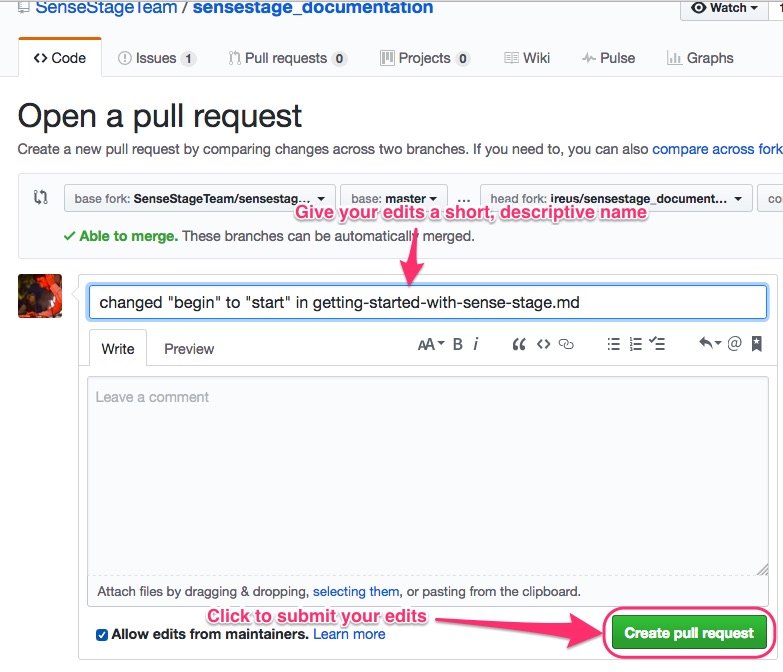 SenseStageTeam / sensestage_documentation
Watch
Code Issues 1 Pull requests 0 Projects 0 Wiki Pulse Graphs
Open a pull request
Create a new pull request by comparing changes across two branches. If you need to, you can also compare across fork
base fork: SenseStageTeam/sensestag... base: master ... head fork: ireus/sensestage_document... co
Give your edits a short, descriptive name
Able to merge. These branches can be automatically merged.
changed "begin" to "start" in getting-started-with-sense-stage.md
Write Preview AA B i “ <> @
Leave a comment
Attach files by dragging & dropping, selecting them, or pasting from the clipboard.
Click to submit your edits
Allow edits from maintainers. Learn more Create pull request